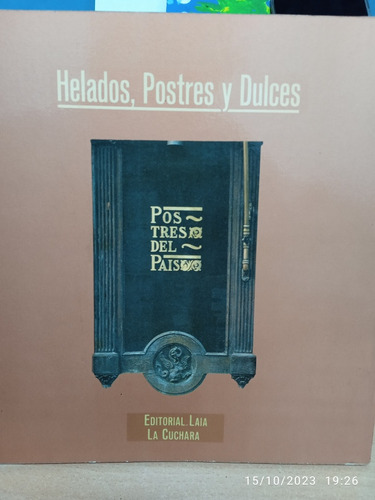 Helados, Postres y Dulces
POS
TRES
DEL
PAIS
EDITORIAL LAIA
LA CUCHARA
15/10/2023 19:26